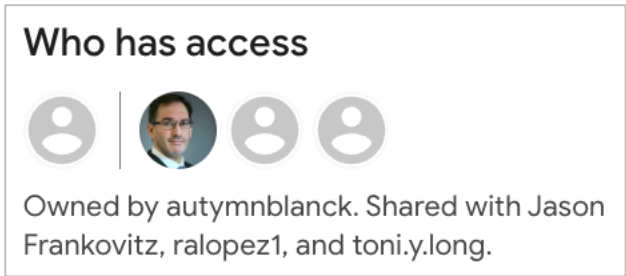 Who has access
Owned by autymnblanck. Shared with Jason
Frankovitz, ralopez1, and toni.y.long.